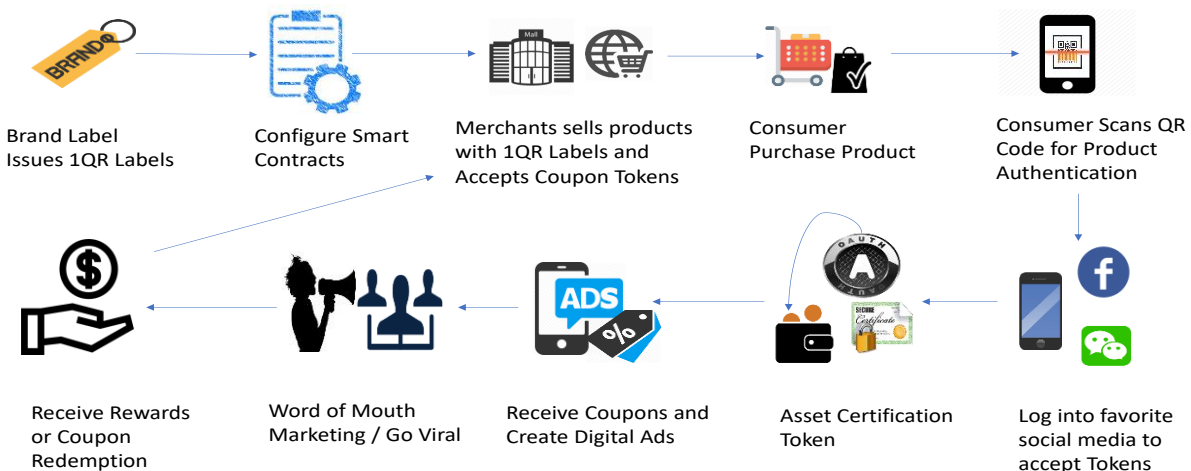 BRAND
Mall
Brand Label
Issues 1QR Labels
Configure Smart
Contracts
Merchants sells products
with 1QR Labels and
Accepts Coupon Tokens
Consumer
Purchase Product
Consumer Scans QR
Code for Product
Authentication
$
ADS
%
OAUTH
A
AUTH
SECURE
Certificate
f
Receive Rewards
or Coupon
Redemption
Word of Mouth
Marketing / Go Viral
Receive Coupons and
Create Digital Ads
Asset Certification
Token
Log into favorite
social media to
accept Tokens